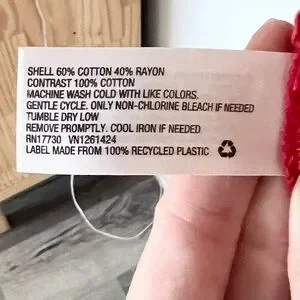 SHELL 60% COTTON 40% RAYON
CONTRAST 100% COTTON
MACHINE WASH COLD WITH LIKE COLORS.
GENTLE CYCLE. ONLY NON-CHLORINE BLEACH IF NEEDED
TUMBLE DRY LOW
REMOVE PROMPTLY. COOL IRON IF NEEDED
RN17730 VN1261424
LABEL MADE FROM 100% RECYCLED PLASTIC